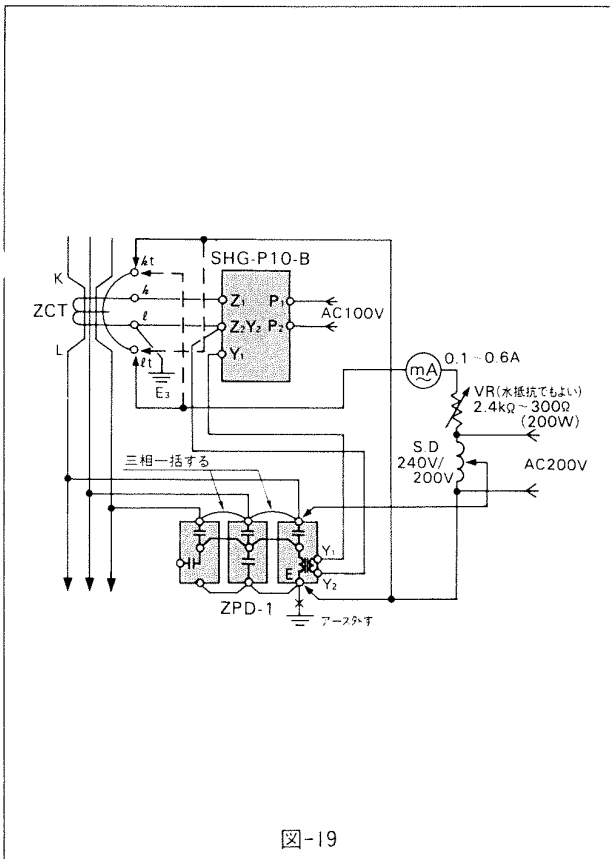 kt
SHG-P10-B
K
k
Z₁
P₁
ZCT
AC100V
ℓ
Z₂Y₂
P₂
L
Y₁
ℓt
E₃
mA
0.1~0.6A
VR(水抵抗でもよい)
2.4kΩ~300Ω
(200W)
三相一括する
S.D
240V/
200V
AC200V
Y₁
E
Y₂
ZPD-1
アース外す
図-19